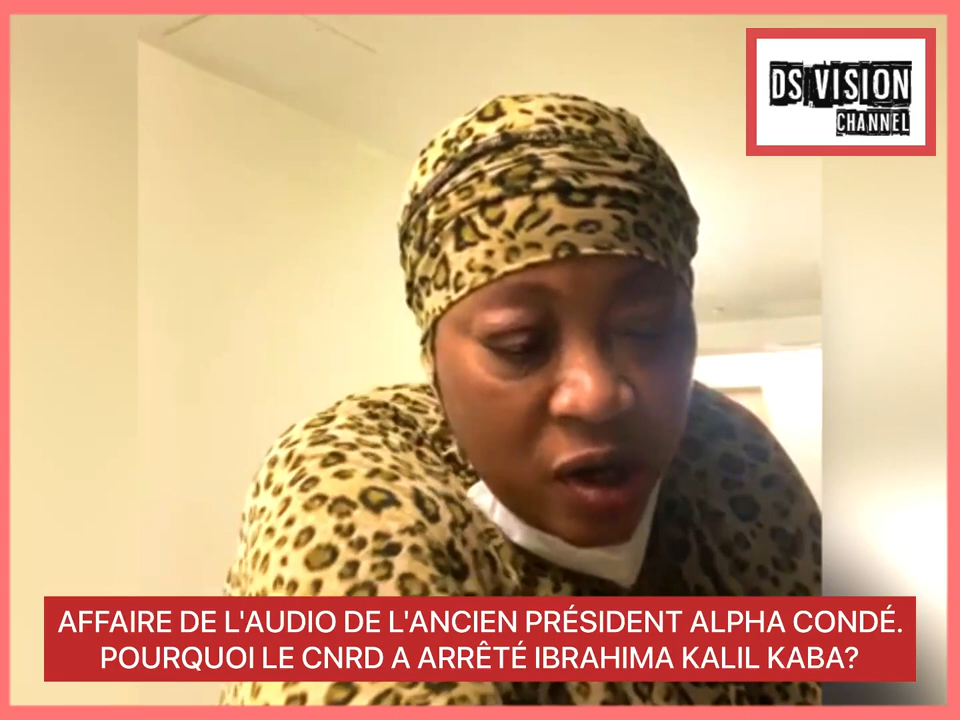 DS VISION
CHANNEL
AFFAIRE DE L'AUDIO DE L'ANCIEN PRÉSIDENT ALPHA CONDÉ.
POURQUOI LE CNRD A ARRÊTÉ IBRAHIMA KALIL KABA?